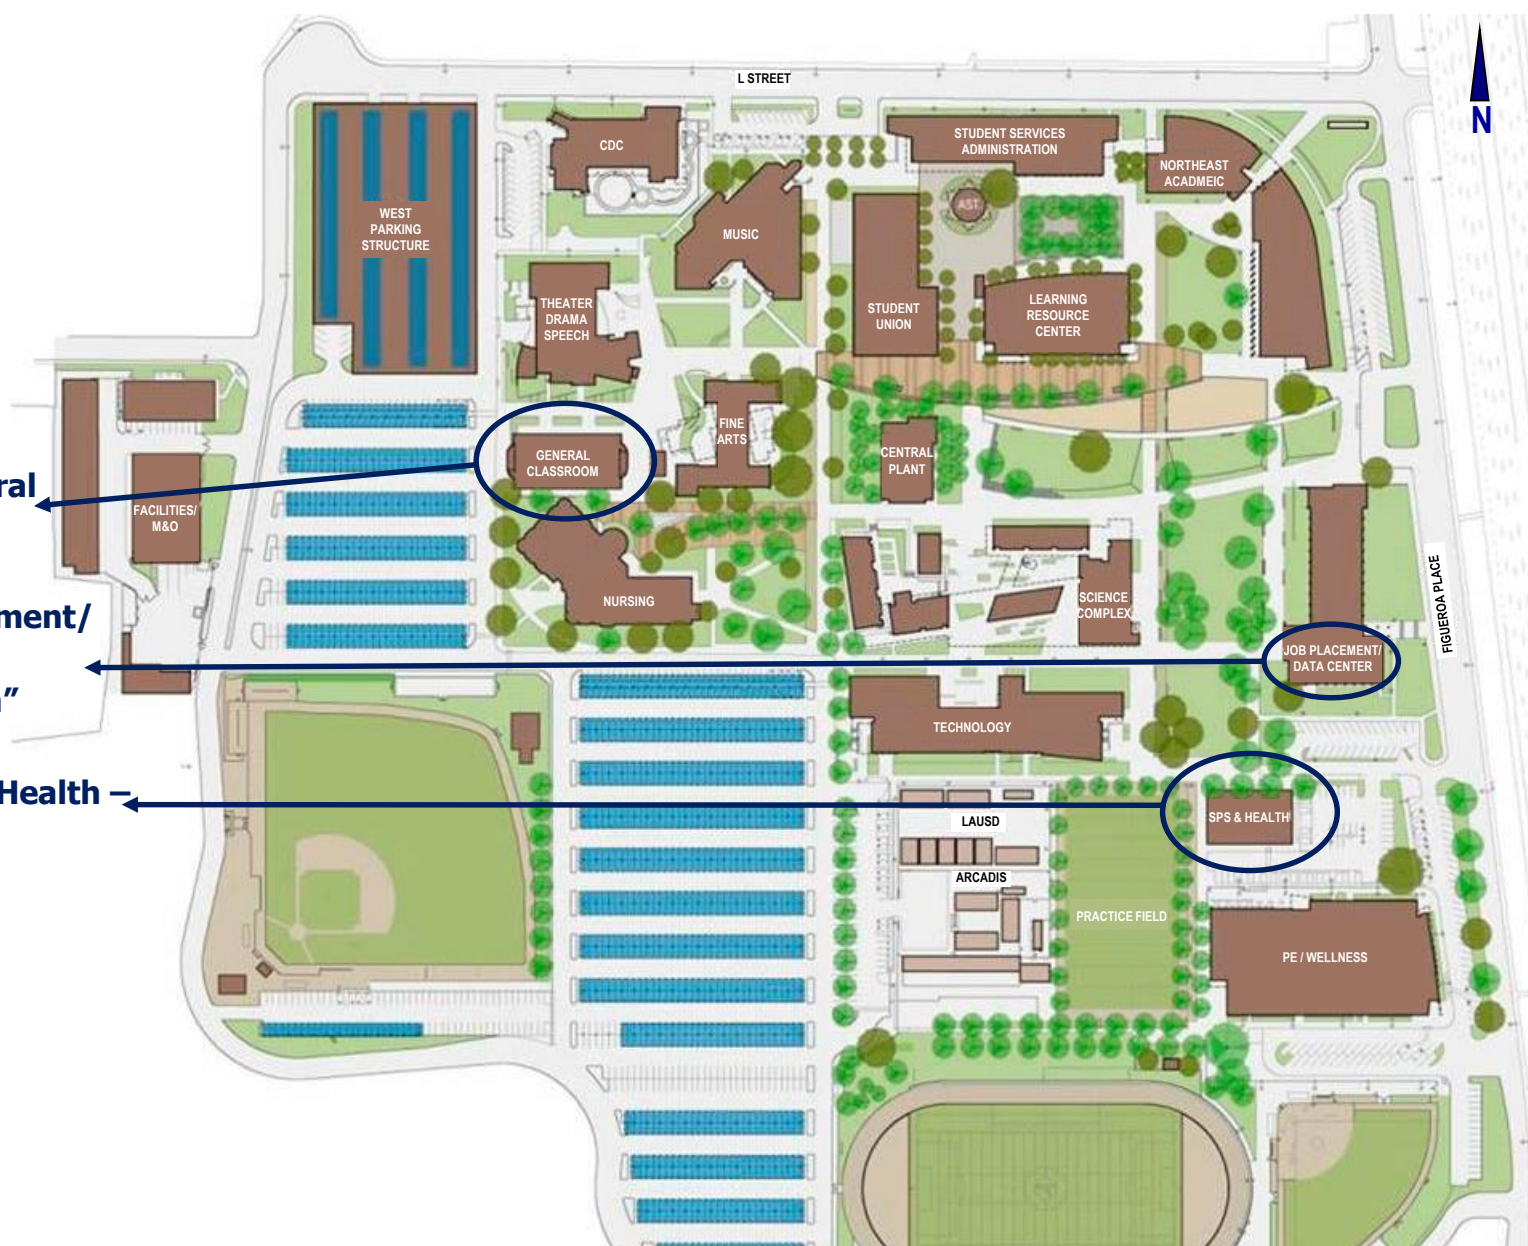 L STREET
N
CDC
STUDENT SERVICES
ADMINISTRATION
NORTHEAST
ACADMEIC
WEST
PARKING
STRUCTURE
AST
MUSIC
THEATER
DRAMA
SPEECH
STUDENT
UNION
LEARNING
RESOURCE
CENTER
FINE
ARTS
GENERAL
CLASSROOM
CENTRAL
PLANT
ral
FACILITIES/
M&O
NURSING
SCIENCE
COMPLEX
FIGUEROA PLACE
ment/
JOB PLACEMENT/
DATA CENTER
"
TECHNOLOGY
Health –
SPS & HEALTH
LAUSD
ARCADIS
PRACTICE FIELD
PE / WELLNESS